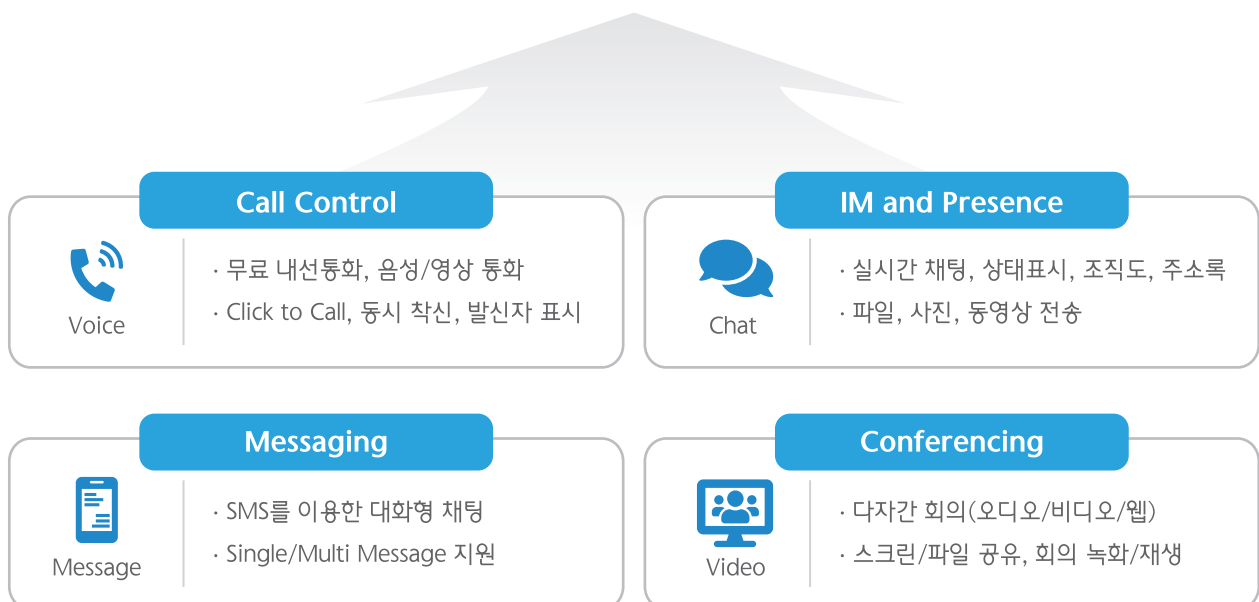 Call Control
Voice
· 무료 내선통화, 음성/영상 통화
· Click to Call, 동시 착신, 발신자 표시
IM and Presence
Chat
· 실시간 채팅, 상태표시, 조직도, 주소록
· 파일, 사진, 동영상 전송
Messaging
Message
· SMS를 이용한 대화형 채팅
· Single/Multi Message 지원
Conferencing
Video
· 다자간 회의(오디오/비디오/웹)
· 스크린/파일 공유, 회의 녹화/재생